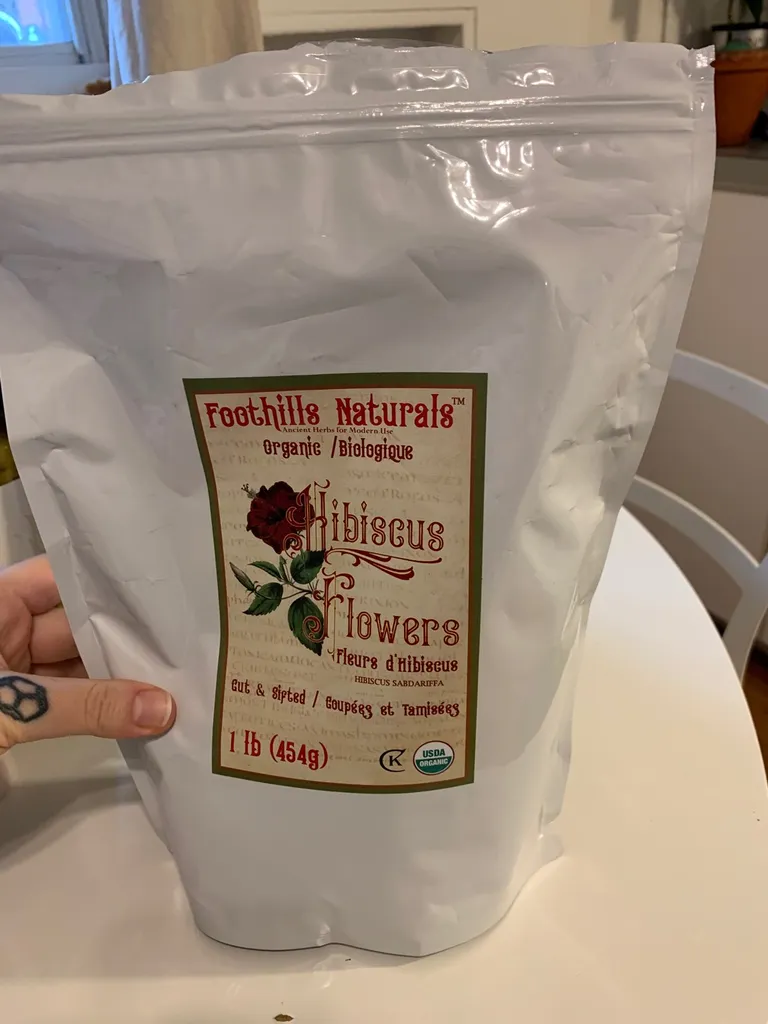 Foothills Naturals™
Ancient Herbs for Modern Use
Organic /Biologique
Hibiscus
Flowers
Fleurs d'Hibiscus
HIBISCUS SABDARIFFA
Cut & Sifted / Coupées et Tamisées
1 lb (454g)
CK
USDA
ORGANIC